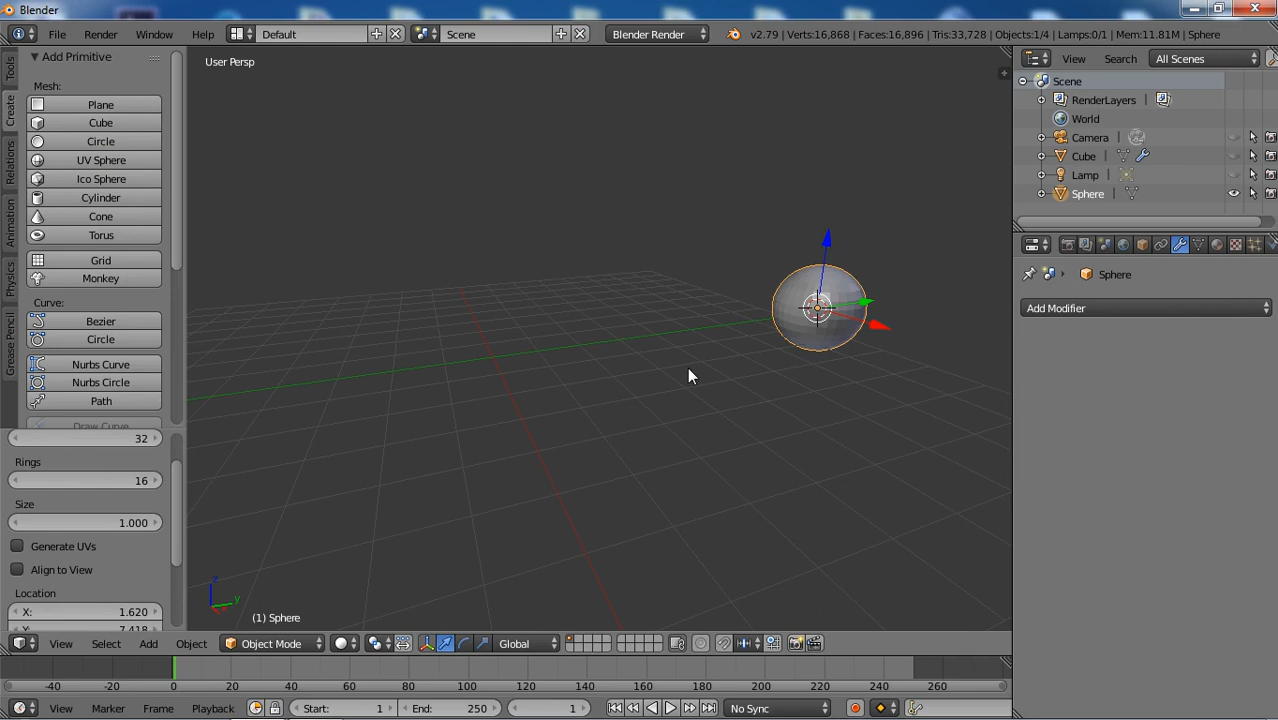 Blender
File Render Window Help Default Scene Blender Render v2.79 | Verts:16,868 | Faces:16,896 | Tris:33,728 | Objects:1/4 | Lamps:0/1 | Mem:11.81M | Sphere
Tools
Create
Relations
Animation
Physics
Grease Pencil
Add Primitive
Mesh:
Plane
Cube
Circle
UV Sphere
Ico Sphere
Cylinder
Cone
Torus
Grid
Monkey
Curve:
Bezier
Circle
Nurbs Curve
Nurbs Circle
Path
Draw Curve
32
Rings
16
Size
1.000
Generate UVs
Align to View
Location
X: 1.620
Y: 7.418
User Persp
z
y
(1) Sphere
View Search All Scenes
Scene
RenderLayers
World
Camera
Cube
Lamp
Sphere
Sphere
Add Modifier
View Select Add Object Object Mode Global
-40 -20 0 20 40 60 80 100 120 140 160 180 200 220 240 260
View Marker Frame Playback Start: 1 End: 250 1 No Sync